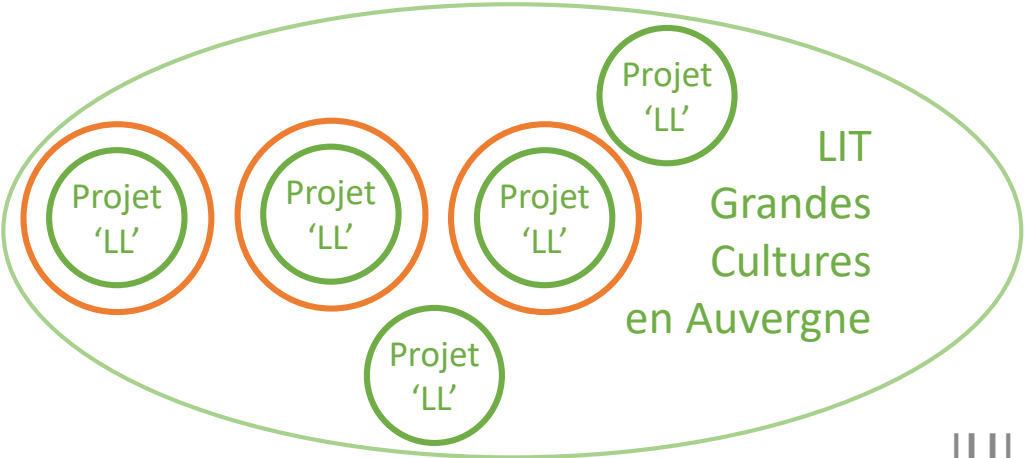 Projet
‘LL’
LIT
Grandes
Cultures
en Auvergne
Projet
‘LL’
Projet
‘LL’
Projet
‘LL’
Projet
‘LL’